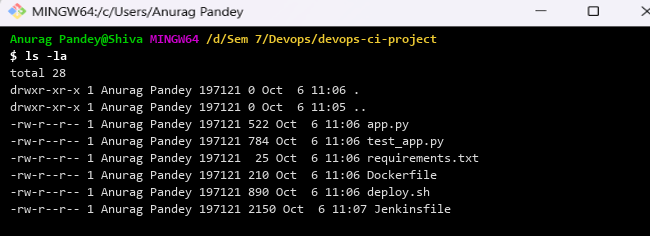 MINGW64:/c/Users/Anurag Pandey
Anurag Pandey@Shiva MINGW64 /d/Sem 7/Devops/devops-ci-project
$ ls -la
total 28
drwxr-xr-x 1 Anurag Pandey 197121 0 Oct  6 11:06 .
drwxr-xr-x 1 Anurag Pandey 197121 0 Oct  6 11:05 ..
-rw-r--r-- 1 Anurag Pandey 197121 522 Oct  6 11:06 app.py
-rw-r--r-- 1 Anurag Pandey 197121 784 Oct  6 11:06 test_app.py
-rw-r--r-- 1 Anurag Pandey 197121  25 Oct  6 11:06 requirements.txt
-rw-r--r-- 1 Anurag Pandey 197121 210 Oct  6 11:06 Dockerfile
-rw-r--r-- 1 Anurag Pandey 197121 890 Oct  6 11:06 deploy.sh
-rw-r--r-- 1 Anurag Pandey 197121 2150 Oct  6 11:07 Jenkinsfile